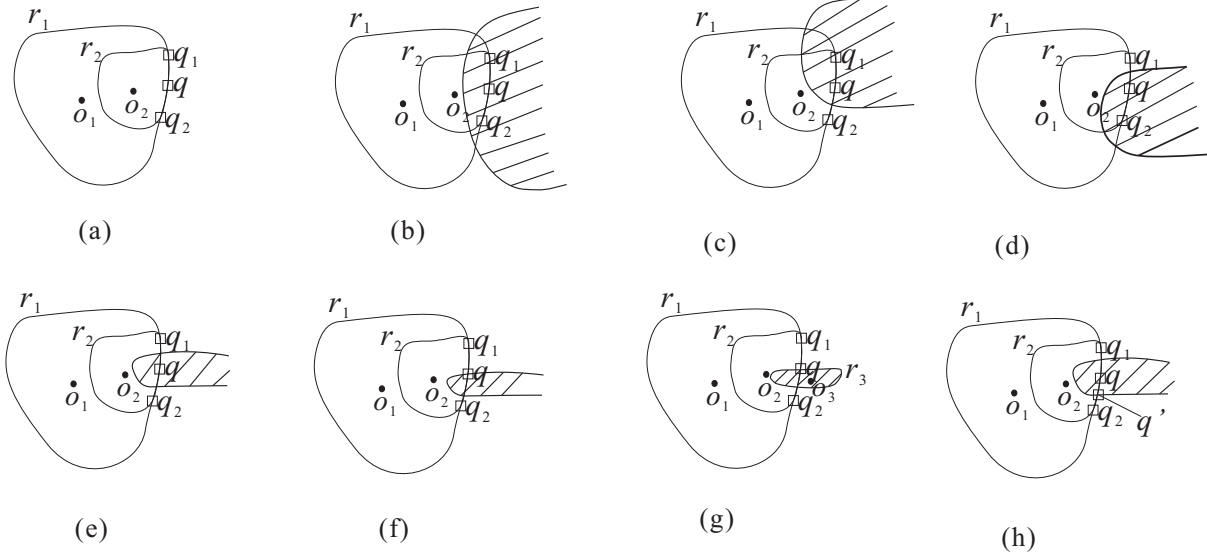 r₁ r₂ q₁ q q₂ o₁ o₂
(a)
r₁ r₂ q₁ q q₂ o₁ o₂
(b)
r₁ r₂ q₁ q q₂ o₁ o₂
(c)
r₁ r₂ q₁ q q₂ o₁ o₂
(d)
r₁ r₂ q₁ q q₂ o₁ o₂
(e)
r₁ r₂ q₁ q q₂ o₁ o₂
(f)
r₁ r₂ q₁ q r₃ q₂ o₁ o₂ o₃
(g)
r₁ r₂ q₁ q q₂ q’ o₁ o₂
(h)